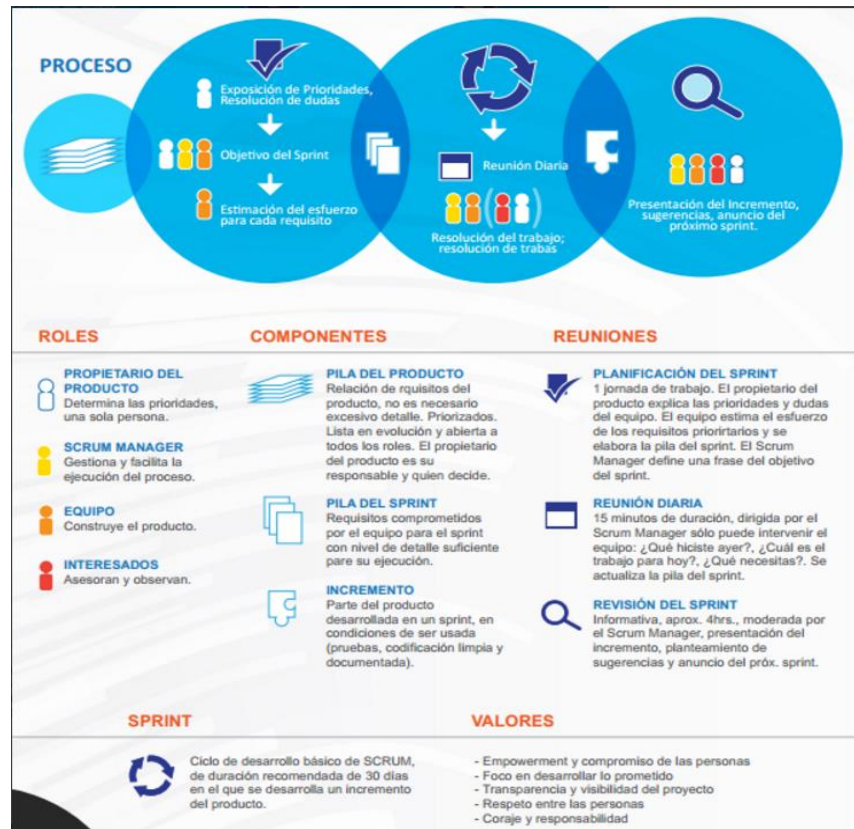 PROCESO
Exposición de Prioridades,
Resolución de dudas
Objetivo del Sprint
Estimación del esfuerzo
para cada requisito
Reunión Diaria
Resolución del trabajo;
resolución de trabas
Presentación del Incremento,
sugerencias, anuncio del
próximo sprint.
ROLES
PROPIETARIO DEL
PRODUCTO
Determina las prioridades,
una sola persona.
SCRUM MANAGER
Gestiona y facilita la
ejecución del proceso.
EQUIPO
Construye el producto.
INTERESADOS
Asesoran y observan.
COMPONENTES
PILA DEL PRODUCTO
Relación de rquisitos del
producto, no es necesario
excesivo detalle. Priorizados.
Lista en evolución y abierta a
todos los roles. El propietario
del producto es su
responsable y quien decide.
PILA DEL SPRINT
Requisitos comprometidos
por el equipo para el sprint
con nivel de detalle suficiente
pare su ejecución.
INCREMENTO
Parte del producto
desarrollada en un sprint, en
condiciones de ser usada
(pruebas, codificación limpia y
documentada).
REUNIONES
PLANIFICACIÓN DEL SPRINT
1 jornada de trabajo. El propietario del
producto explica las prioridades y dudas
del equipo. El equipo estima el esfuerzo
de los requisitos priorirtarios y se
elabora la pila del sprint. El Scrum
Manager define una frase del objetivo
del sprint.
REUNIÓN DIARIA
15 minutos de duración, dirigida por el
Scrum Manager sólo puede intervenir el
equipo: ¿Qué hiciste ayer?, ¿Cuál es el
trabajo para hoy?, ¿Qué necesitas?. Se
actualiza la pila del sprint.
REVISIÓN DEL SPRINT
Informativa, aprox. 4hrs., moderada por
el Scrum Manager, presentación del
incremento, planteamiento de
sugerencias y anuncio del próx. sprint.
SPRINT
Ciclo de desarrollo básico de SCRUM,
de duración recomendada de 30 días
en el que se desarrolla un incremento
del producto.
VALORES
- Empowerment y compromiso de las personas
- Foco en desarrollar lo prometido
- Transparencia y visibilidad del proyecto
- Respeto entre las personas
- Coraje y responsabilidad